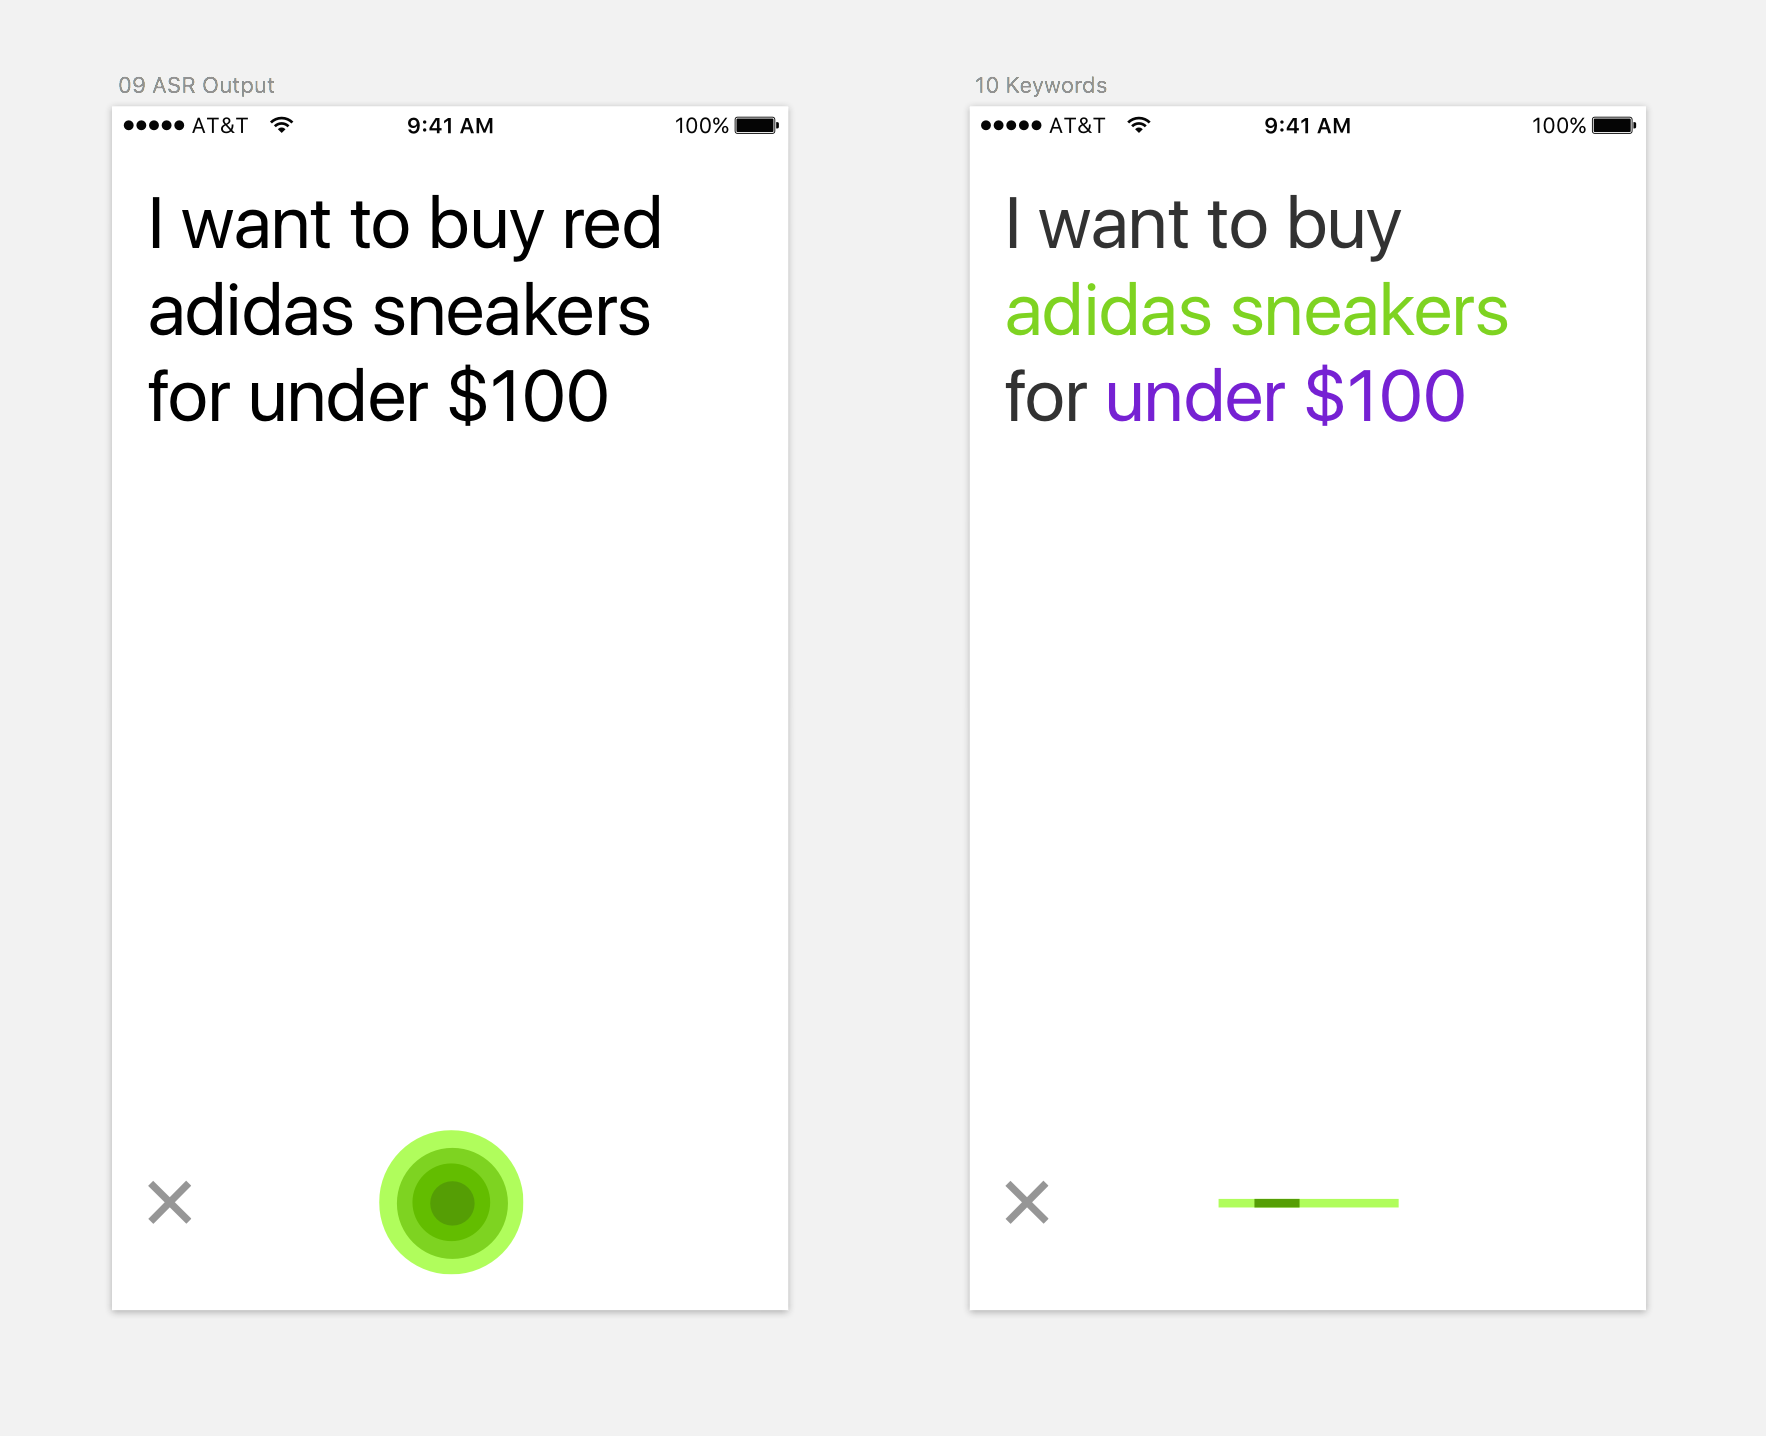 09 ASR Output
AT&T 9:41 AM 100%
I want to buy red
adidas sneakers
for under $100
10 Keywords
AT&T 9:41 AM 100%
I want to buy
adidas sneakers
for under $100